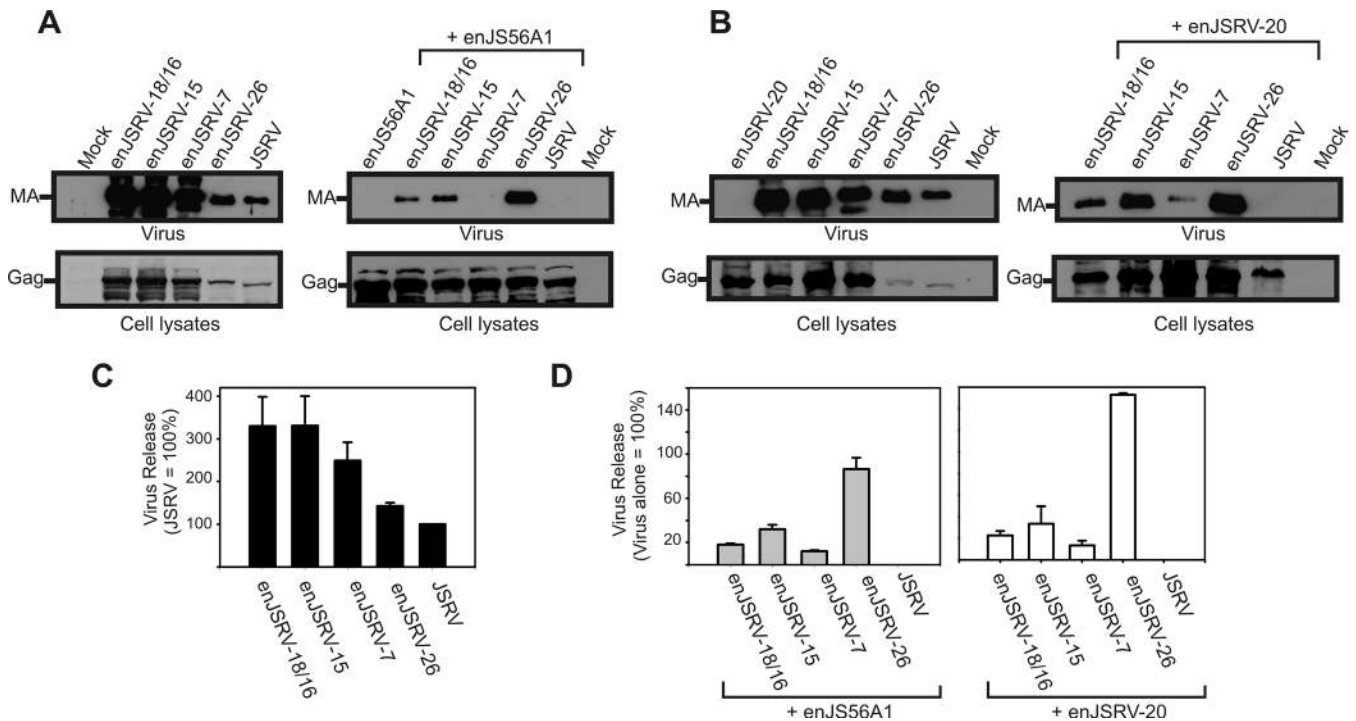 A
+ enJS56A1
Mock
enJSRV-18/16
enJSRV-15
enJSRV-7
enJSRV-26
JSRV
enJS56A1
enJSRV-18/16
enJSRV-15
enJSRV-7
enJSRV-26
JSRV
Mock
MA
MA
Virus
Virus
Gag
Gag
Cell lysates
Cell lysates
B
+ enJSRV-20
enJSRV-20
enJSRV-18/16
enJSRV-15
enJSRV-7
enJSRV-26
JSRV
Mock
enJSRV-18/16
enJSRV-15
enJSRV-7
enJSRV-26
JSRV
Mock
MA
MA
Virus
Virus
Gag
Gag
Cell lysates
Cell lysates
C
Virus Release
(JSRV = 100%)
400
300
200
100
enJSRV-18/16
enJSRV-15
enJSRV-7
enJSRV-26
JSRV
D
Virus Release
(Virus alone = 100%)
140
100
60
20
enJSRV-18/16
enJSRV-15
enJSRV-7
enJSRV-26
JSRV
+ enJS56A1
enJSRV-18/16
enJSRV-15
enJSRV-7
enJSRV-26
JSRV
+ enJSRV-20